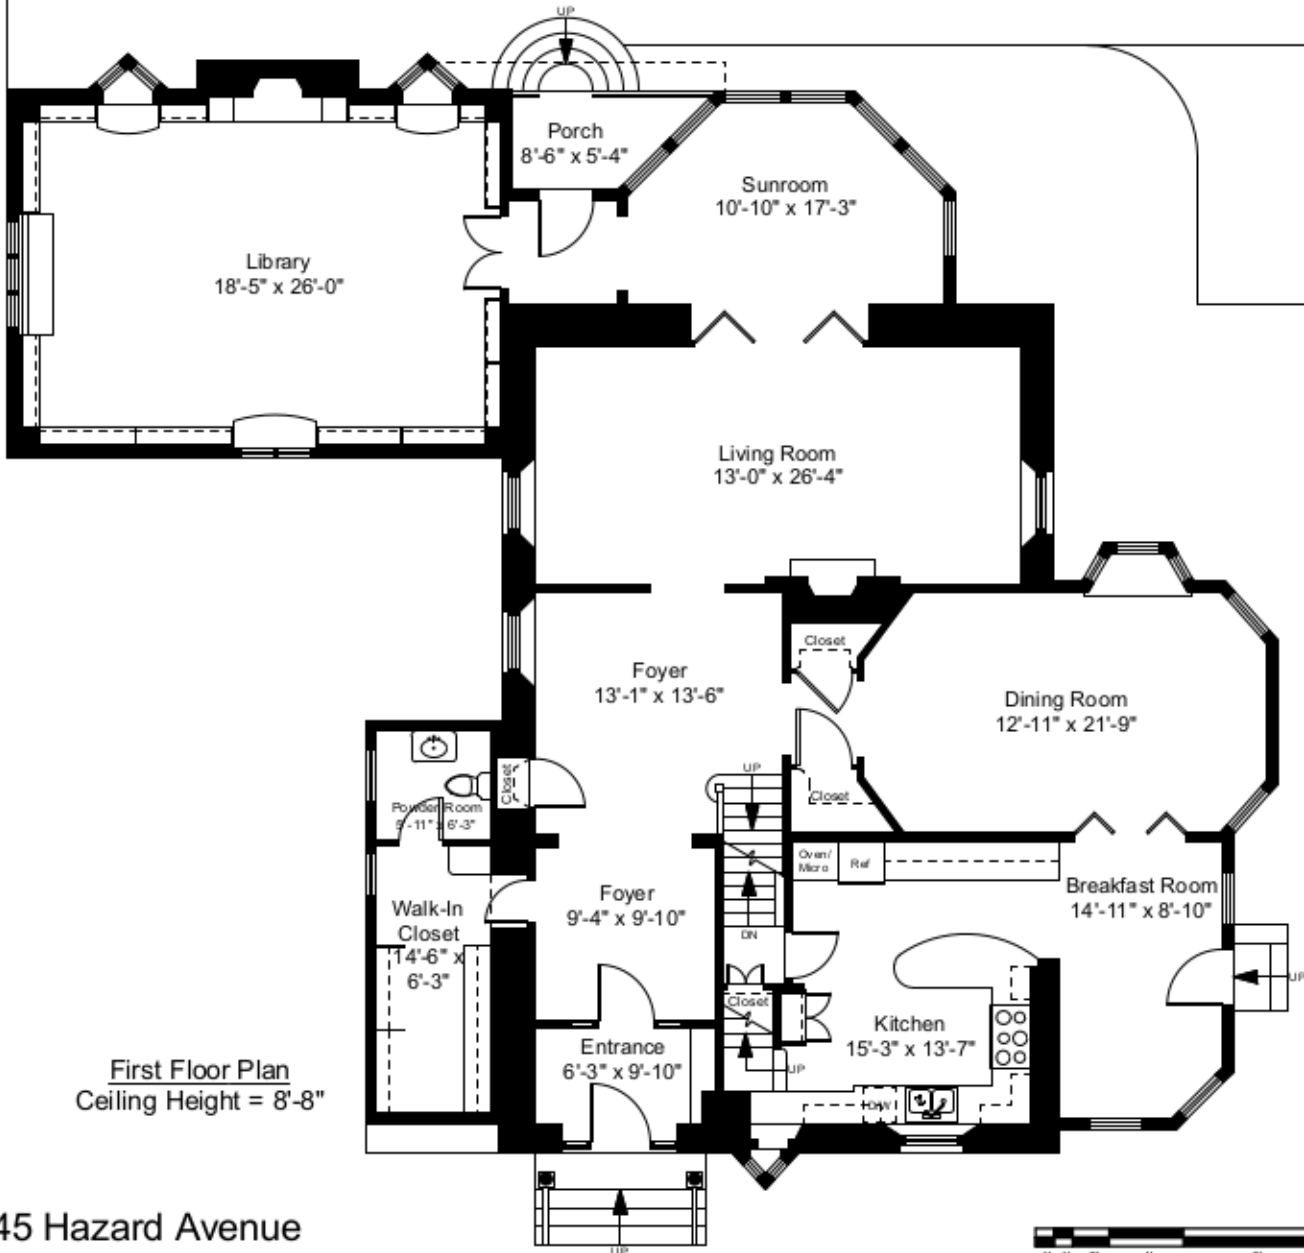 UP
Porch
8'-6" x 5'-4"
Sunroom
10'-10" x 17'-3"
Library
18'-5" x 26'-0"
Living Room
13'-0" x 26'-4"
Closet
Foyer
13'-1" x 13'-6"
Dining Room
12'-11" x 21'-9"
UP
Closet
Closet
Powder Room
5'-11" x 6'-3"
Oven/
Micro
Ref
Breakfast Room
14'-11" x 8'-10"
Foyer
9'-4" x 9'-10"
Walk-In
Closet
14'-6" x
6'-3"
DN
UP
Closet
Kitchen
15'-3" x 13'-7"
Entrance
6'-3" x 9'-10"
UP
D/W
First Floor Plan
Ceiling Height = 8'-8"
45 Hazard Avenue
UP